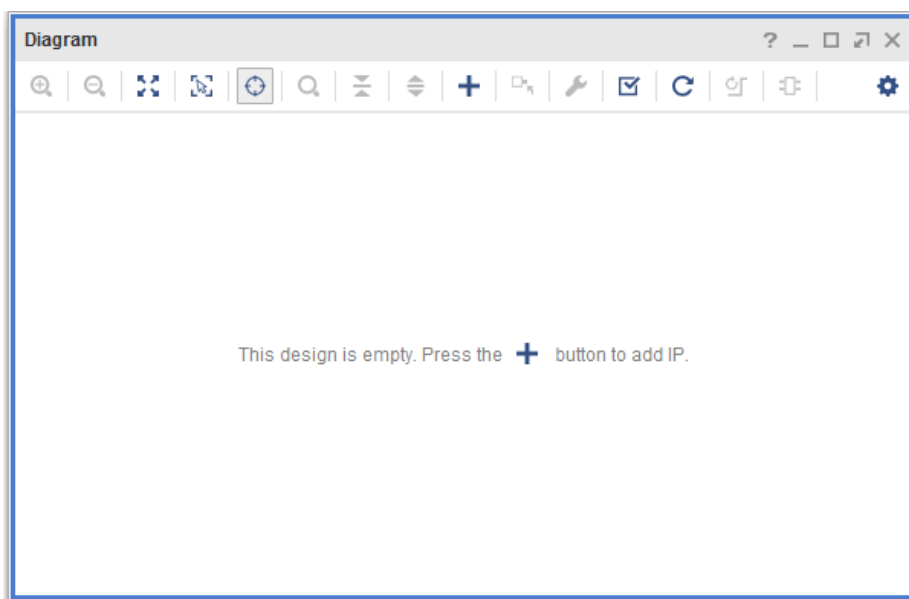 Diagram
This design is empty. Press the + button to add IP.